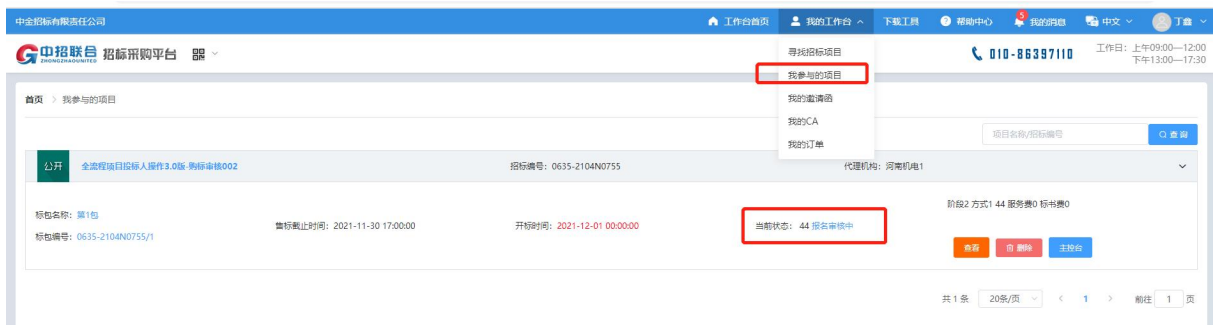 中金招标有限责任公司
工作台首页
我的工作台
下载工具
帮助中心
我的消息
中文
丁鑫
中招联合
ZHONGZHAOUNITED
招标采购平台
010-86397110
工作日：上午09:00—12:00
下午13:00—17:30
寻找招标项目
我参与的项目
我的邀请函
我的CA
我的订单
首页 > 我参与的项目
项目名称/招标编号
查询
公开
全流程项目投标人操作3.0版-购标审核002
招标编号：0635-2104N0755
代理机构：河南机电1
标包名称：第1包
标包编号：0635-2104N0755/1
售标截止时间：2021-11-30 17:00:00
开标时间：2021-12-01 00:00:00
当前状态：44 报名审核中
阶段2 方式1 44 服务费0 标书费0
查看
删除
主控台
共1条
20条/页
< 1 >
前往 1 页